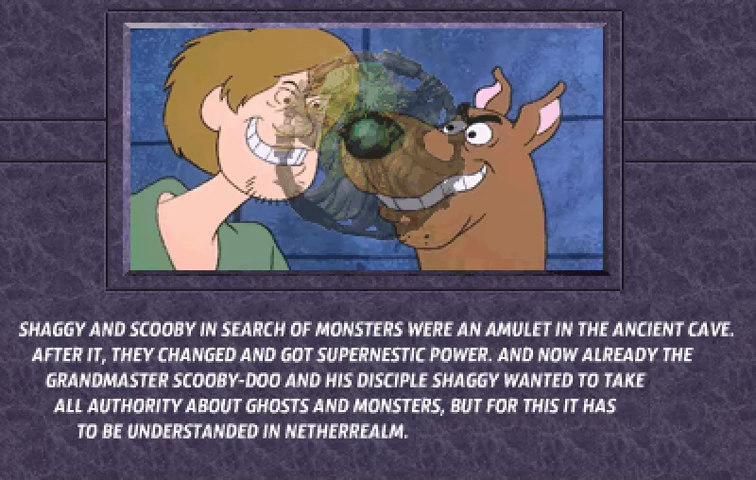 SHAGGY AND SCOOBY IN SEARCH OF MONSTERS WERE AN AMULET IN THE ANCIENT CAVE.
AFTER IT, THEY CHANGED AND GOT SUPERNESTIC POWER. AND NOW ALREADY THE
GRANDMASTER SCOOBY-DOO AND HIS DISCIPLE SHAGGY WANTED TO TAKE
ALL AUTHORITY ABOUT GHOSTS AND MONSTERS, BUT FOR THIS IT HAS
TO BE UNDERSTANDED IN NETHERREALM.